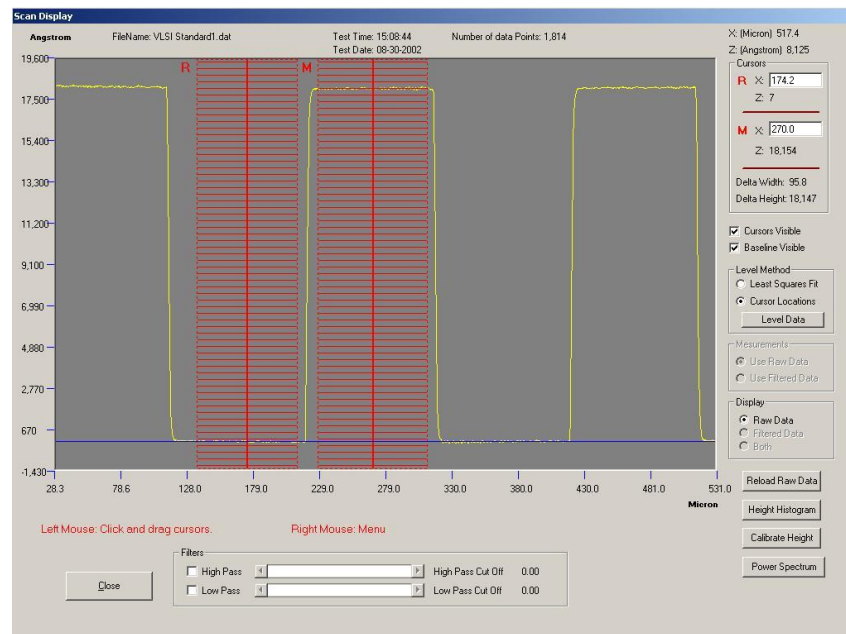 Scan Display
Angstrom FileName: VLSI Standard1.dat Test Time: 15:08:44 Number of data Points: 1,814
Test Date: 08-30-2002
X: (Micron) 517.4
Z: (Angstrom) 8,125
19,600
17,500
15,400
13,300
11,200
9,100
6,990
4,880
2,770
670
-1,430
R M
28.3 78.6 128.0 179.0 229.0 279.0 330.0 380.0 430.0 481.0 531.0
Micron
Cursors
R X: 174.2
Z: 7
M X: 270.0
Z: 18,154
Delta Width: 95.8
Delta Height: 18,147
Cursors Visible
Baseline Visible
Level Method
Least Squares Fit
Cursor Locations
Level Data
Mesurements
Use Raw Data
Use Filtered Data
Display
Raw Data
Filtered Data
Both
Reload Raw Data
Height Histogram
Calibrate Height
Power Spectrum
Left Mouse: Click and drag cursors. Right Mouse: Menu
Filters
High Pass High Pass Cut Off 0.00
Low Pass Low Pass Cut Off 0.00
Close